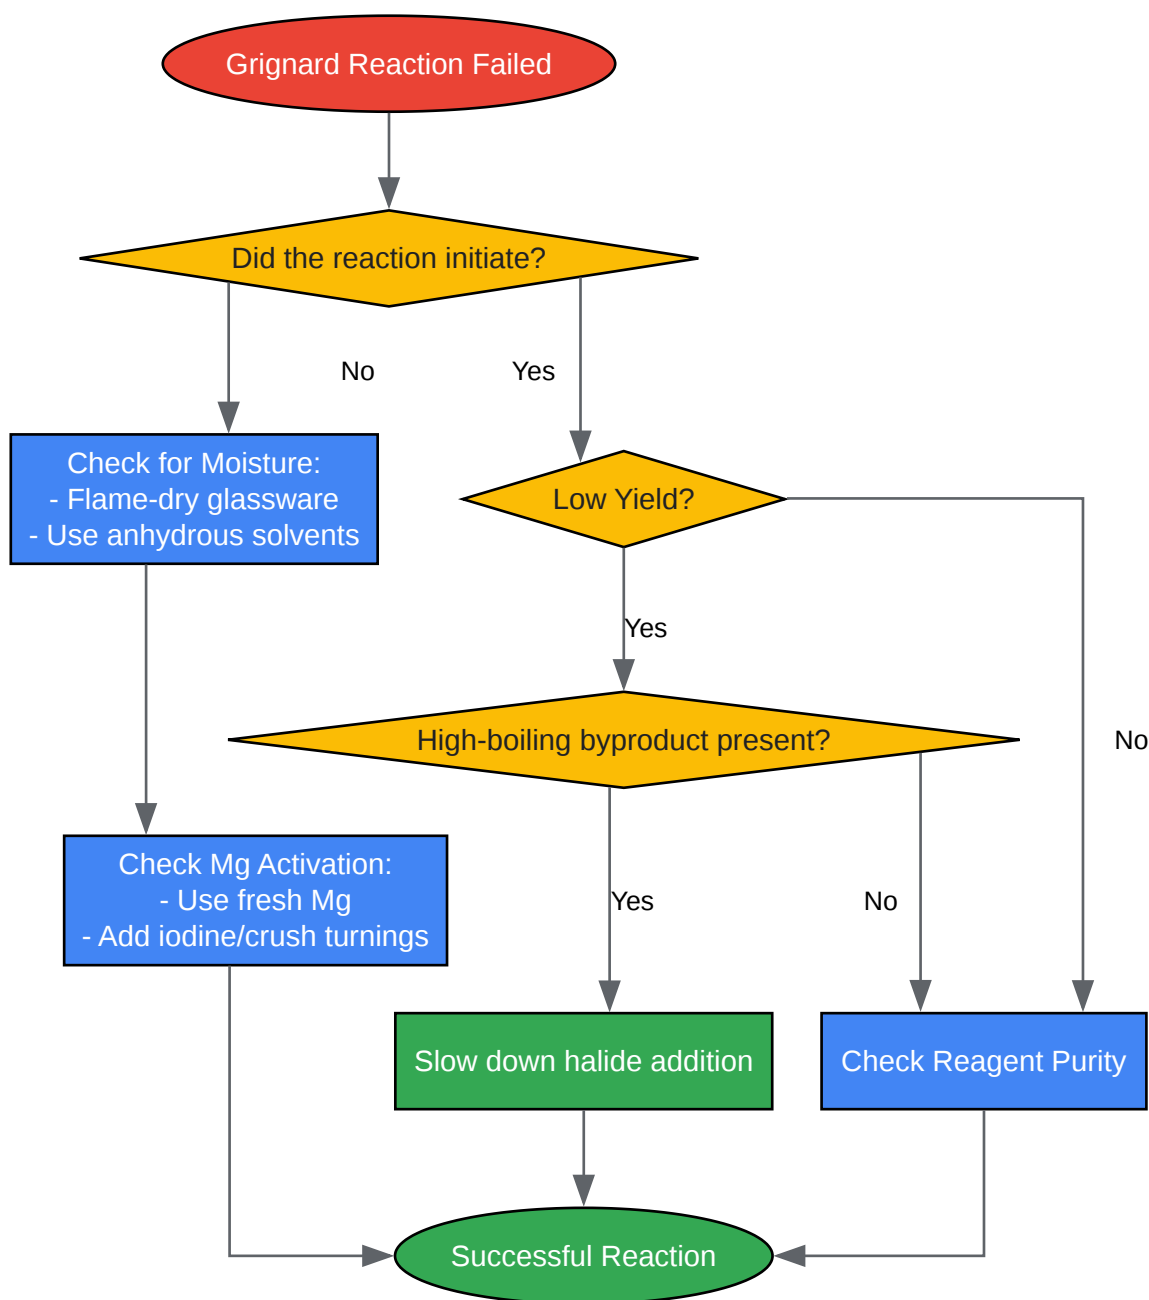 Grignard Reaction Failed
Did the reaction initiate?
No
Yes
Check for Moisture:
- Flame-dry glassware
- Use anhydrous solvents
Low Yield?
Yes
High-boiling byproduct present?
No
Check Mg Activation:
- Use fresh Mg
- Add iodine/crush turnings
Yes
No
Slow down halide addition
Check Reagent Purity
Successful Reaction